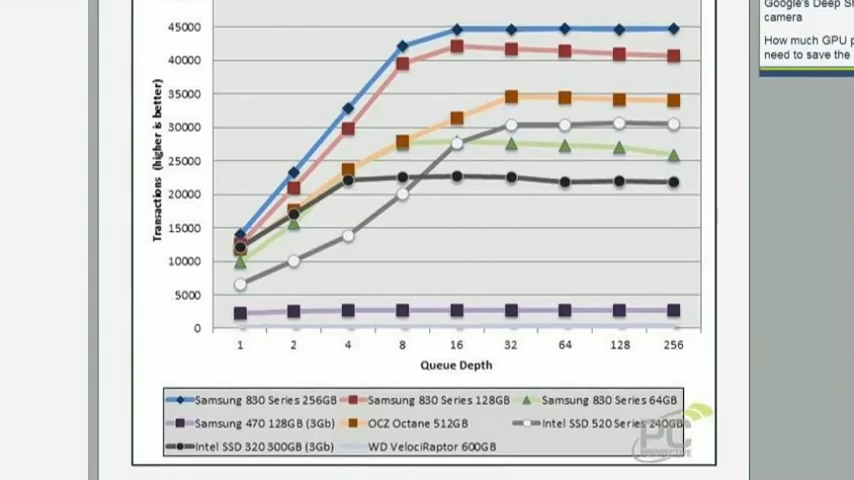 Google's Deep
camera
How much GPU
need to save the
45000
40000
35000
30000
25000
20000
15000
10000
5000
0
Transactions (higher is better)
1 2 4 8 16 32 64 128 256
Queue Depth
Samsung 830 Series 256GB Samsung 830 Series 128GB Samsung 830 Series 64GB
Samsung 470 128GB (3Gb) OCZ Octane 512GB Intel SSD 520 Series 240GB
Intel SSD 320 300GB (3Gb) WD VelociRaptor 600GB
PC